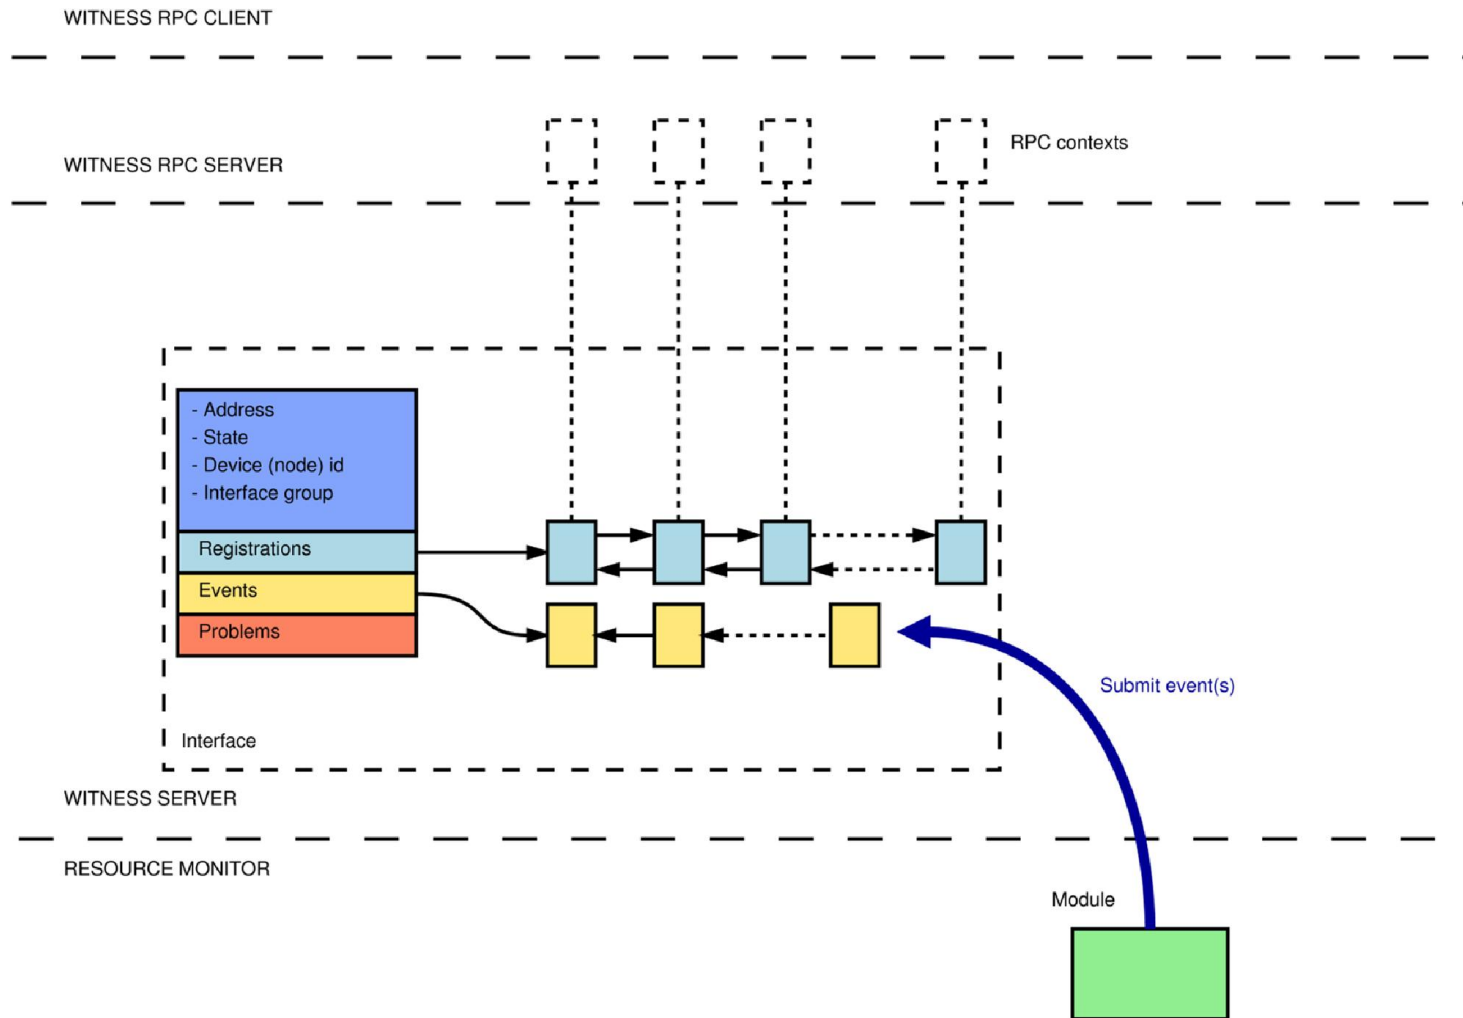 WITNESS RPC CLIENT
RPC contexts
WITNESS RPC SERVER
- Address
- State
- Device (node) id
- Interface group
Registrations
Events
Problems
Submit event(s)
Interface
WITNESS SERVER
RESOURCE MONITOR
Module